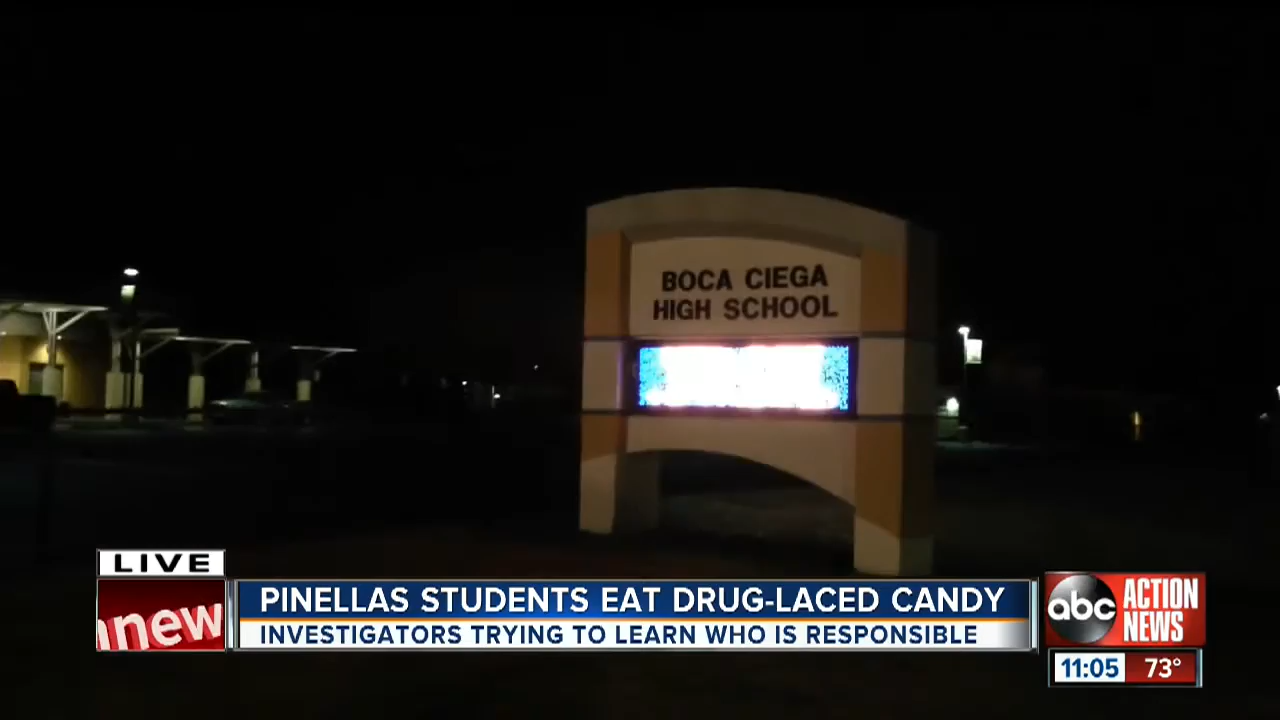 BOCA CIEGA
HIGH SCHOOL
LIVE
new
PINELLAS STUDENTS EAT DRUG-LACED CANDY
INVESTIGATORS TRYING TO LEARN WHO IS RESPONSIBLE
abc ACTION NEWS
11:05 73°